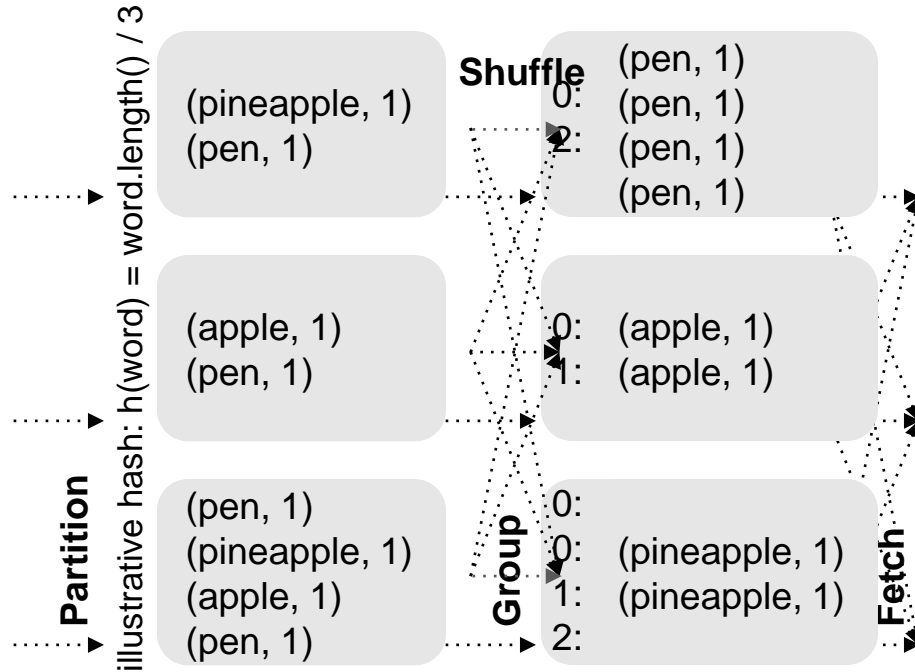 Partition
illustrative hash: h(word) = word.length() / 3
(pineapple, 1)
(pen, 1)
(apple, 1)
(pen, 1)
(pen, 1)
(pineapple, 1)
(apple, 1)
(pen, 1)
Shuffle
Group
0:
2:
0:
1:
0:
0:
1:
2:
(pen, 1)
(pen, 1)
(pen, 1)
(pen, 1)
(apple, 1)
(apple, 1)
(pineapple, 1)
(pineapple, 1)
Fetch